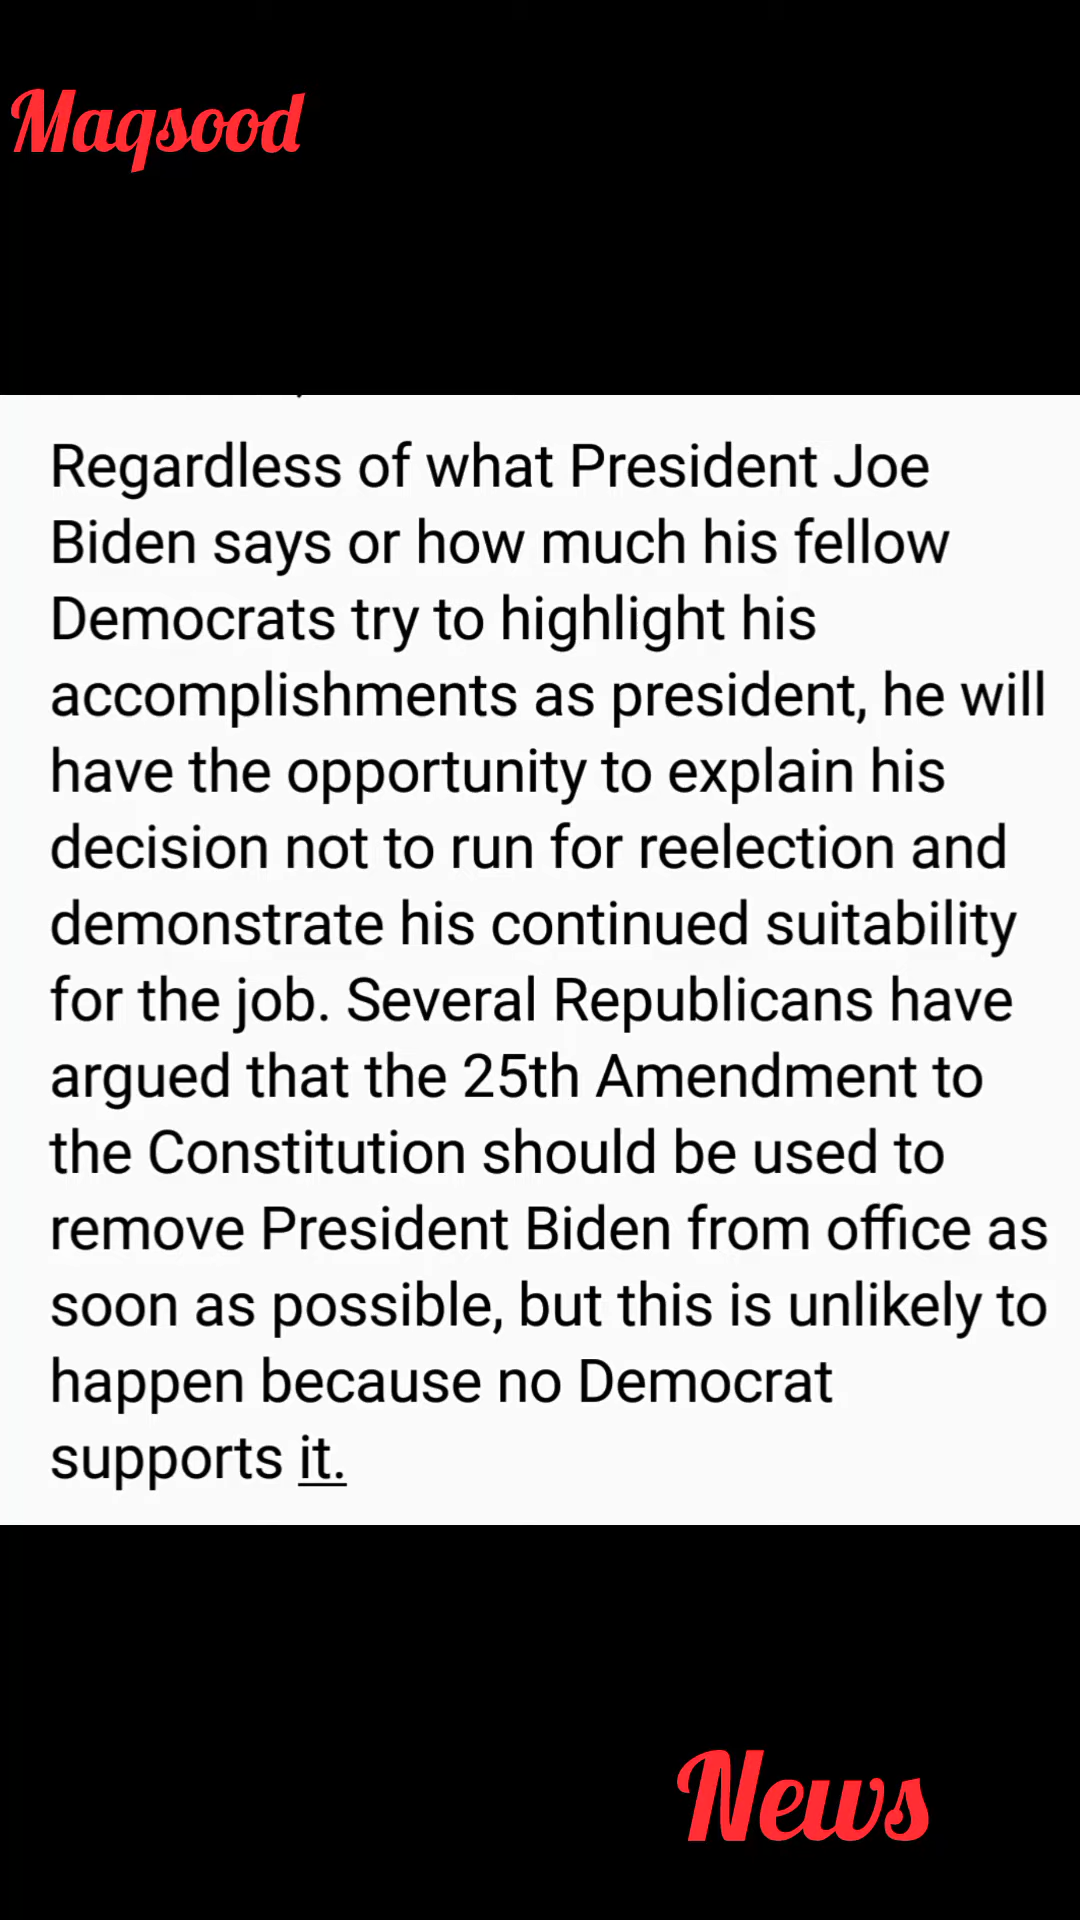 Maqsood
Regardless of what President Joe
Biden says or how much his fellow
Democrats try to highlight his
accomplishments as president, he will
have the opportunity to explain his
decision not to run for reelection and
demonstrate his continued suitability
for the job. Several Republicans have
argued that the 25th Amendment to
the Constitution should be used to
remove President Biden from office as
soon as possible, but this is unlikely to
happen because no Democrat
supports it.
News